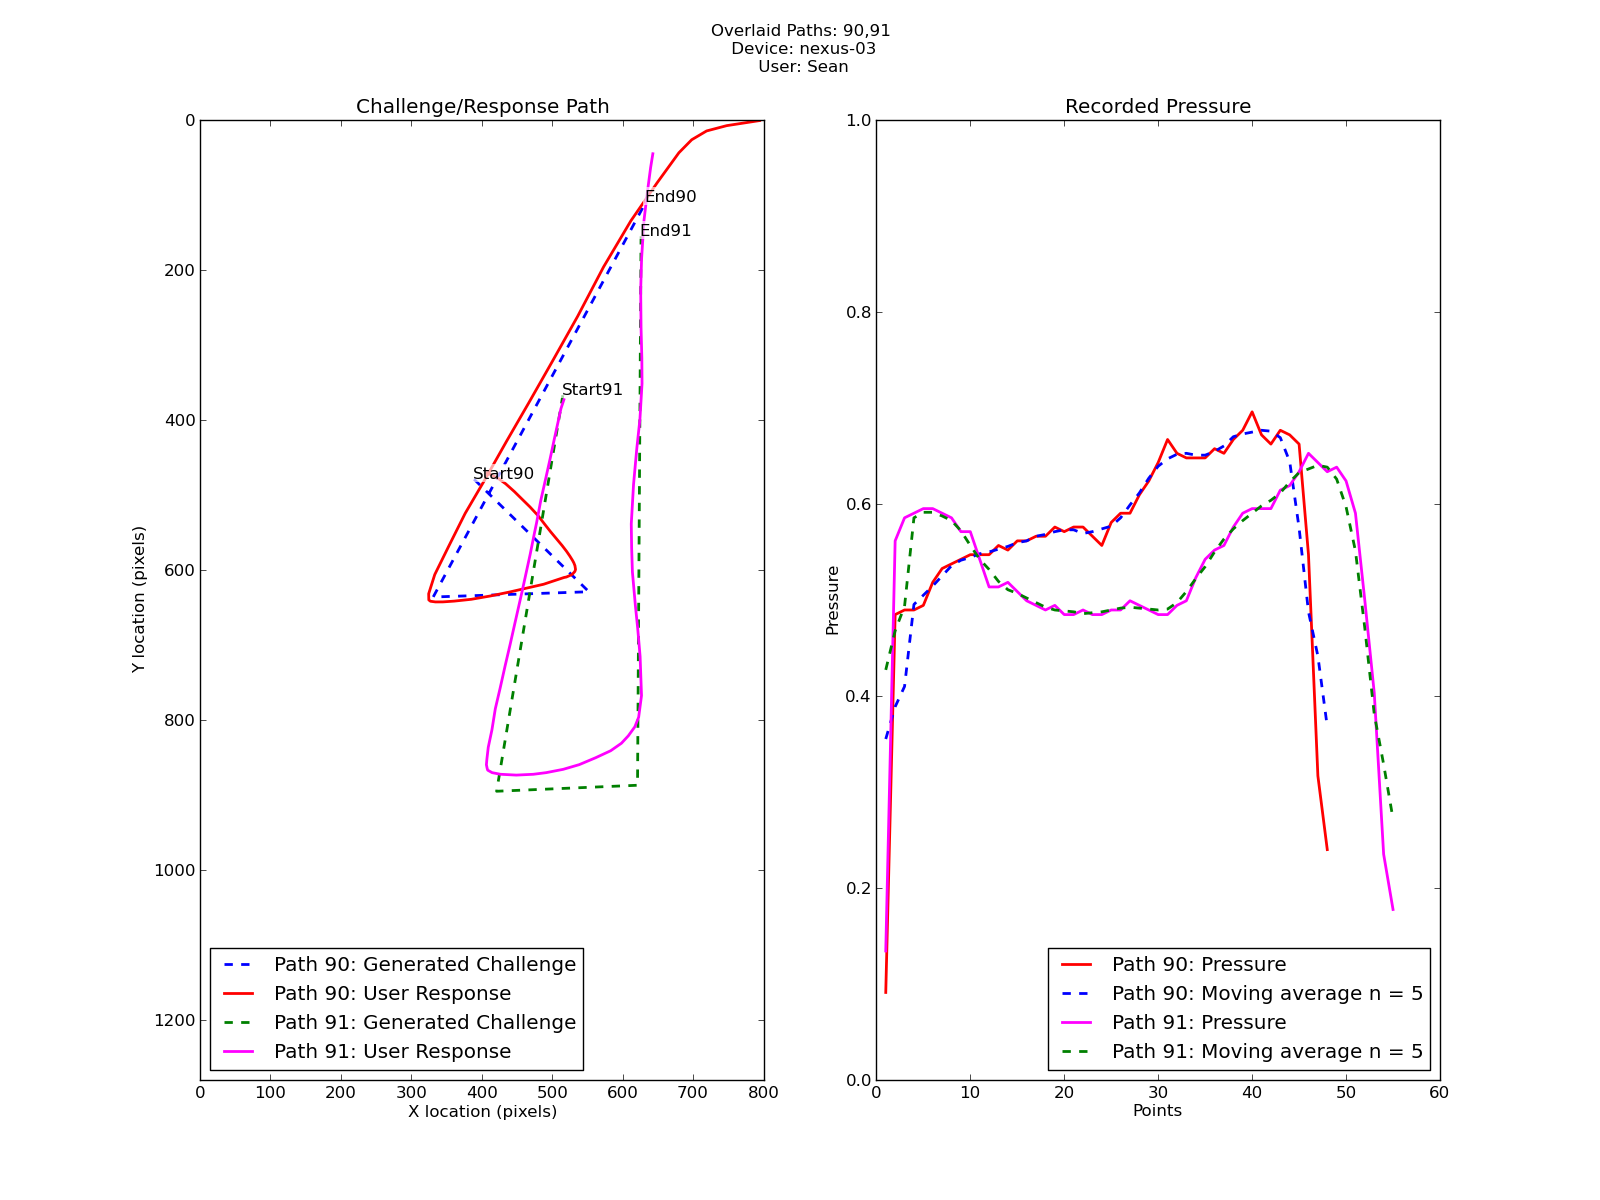 Overlaid Paths: 90,91
Device: nexus-03
User: Sean
Challenge/Response Path
0
200
400
600
800
1000
1200
Y location (pixels)
End90
End91
Start91
Start90
Path 90: Generated Challenge
Path 90: User Response
Path 91: Generated Challenge
Path 91: User Response
0 100 200 300 400 500 600 700 800
X location (pixels)
Recorded Pressure
1.0
0.8
0.6
0.4
0.2
0.0
Pressure
Path 90: Pressure
Path 90: Moving average n = 5
Path 91: Pressure
Path 91: Moving average n = 5
0 10 20 30 40 50 60
Points